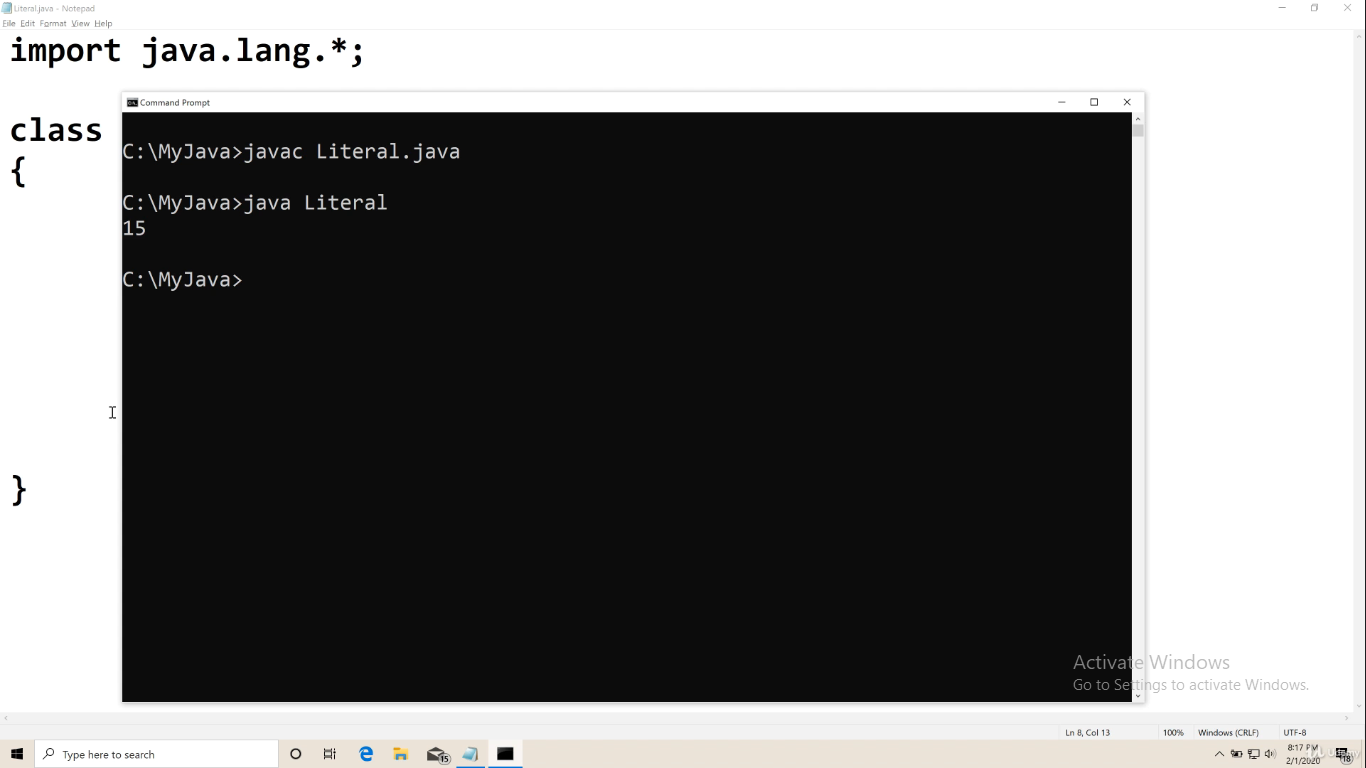 Literal.java - Notepad
File Edit Format View Help
import java.lang.*;
class
{
}
Command Prompt
C:\MyJava>javac Literal.java
C:\MyJava>java Literal
15
C:\MyJava>
Activate Windows
Go to Settings to activate Windows.
Ln 8, Col 13
100%
Windows (CRLF)
UTF-8
Type here to search
15
8:17 PM
2/1/2020
18